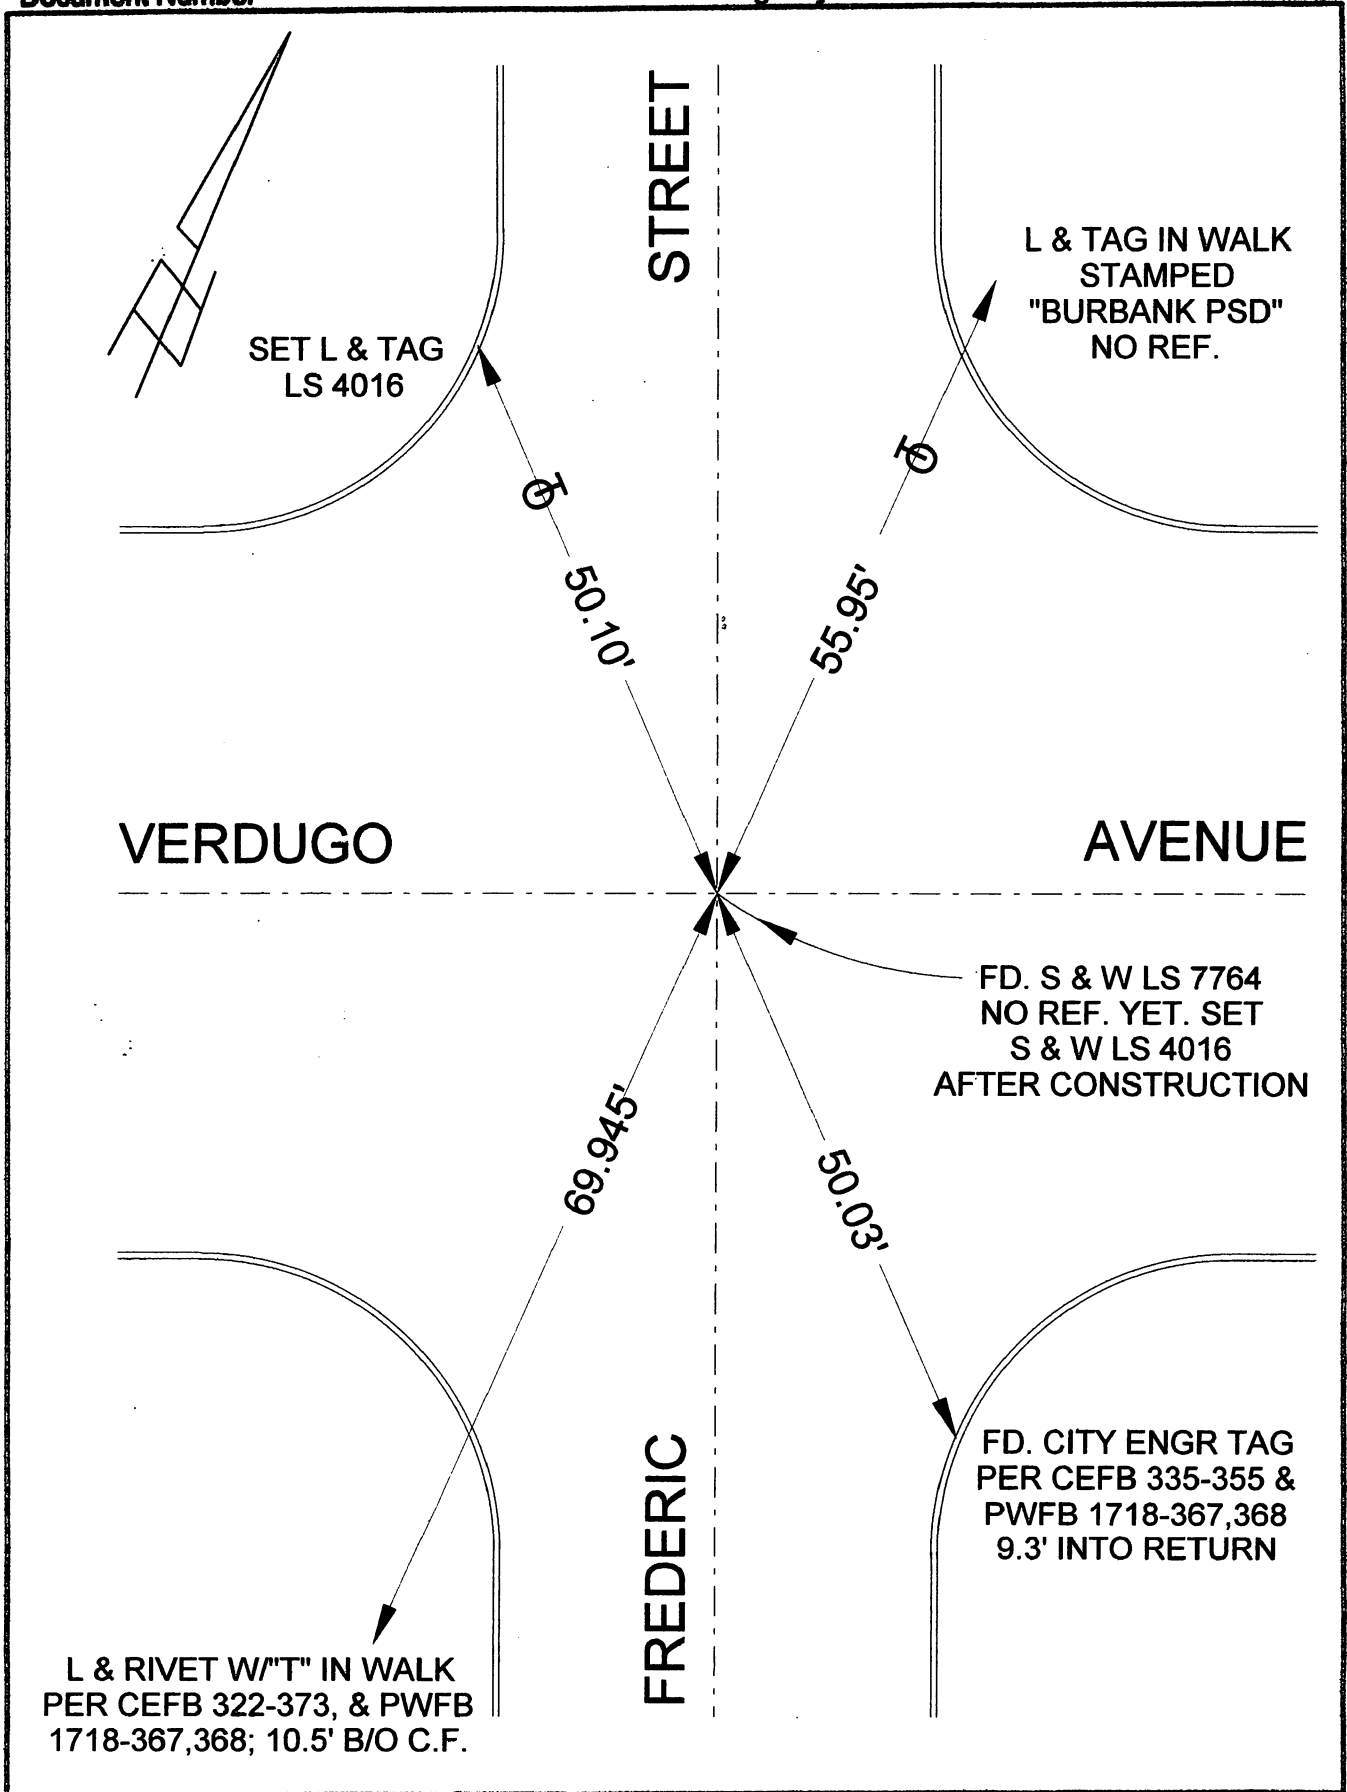 Document Number
STREET
L & TAG IN WALK
STAMPED
"BURBANK PSD"
NO REF.
SET L & TAG
LS 4016
50.10'
55.95'
VERDUGO
AVENUE
FD. S & W LS 7764
NO REF. YET. SET
S & W LS 4016
AFTER CONSTRUCTION
69.945'
50.03'
FREDERIC
FD. CITY ENGR TAG
PER CEFB 335-355 &
PWFB 1718-367,368
9.3' INTO RETURN
L & RIVET W/"T" IN WALK
PER CEFB 322-373, & PWFB
1718-367,368; 10.5' B/O C.F.